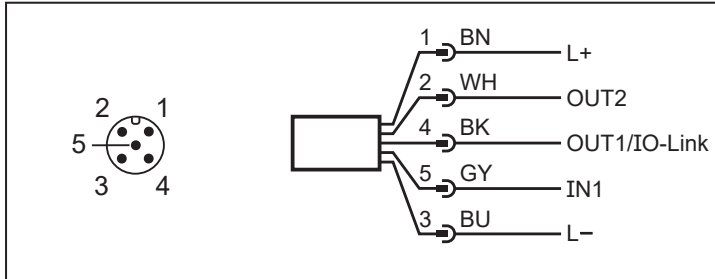 2 1
5
3 4
1 BN L+
2 WH OUT2
4 BK OUT1/IO-Link
5 GY IN1
3 BU L−